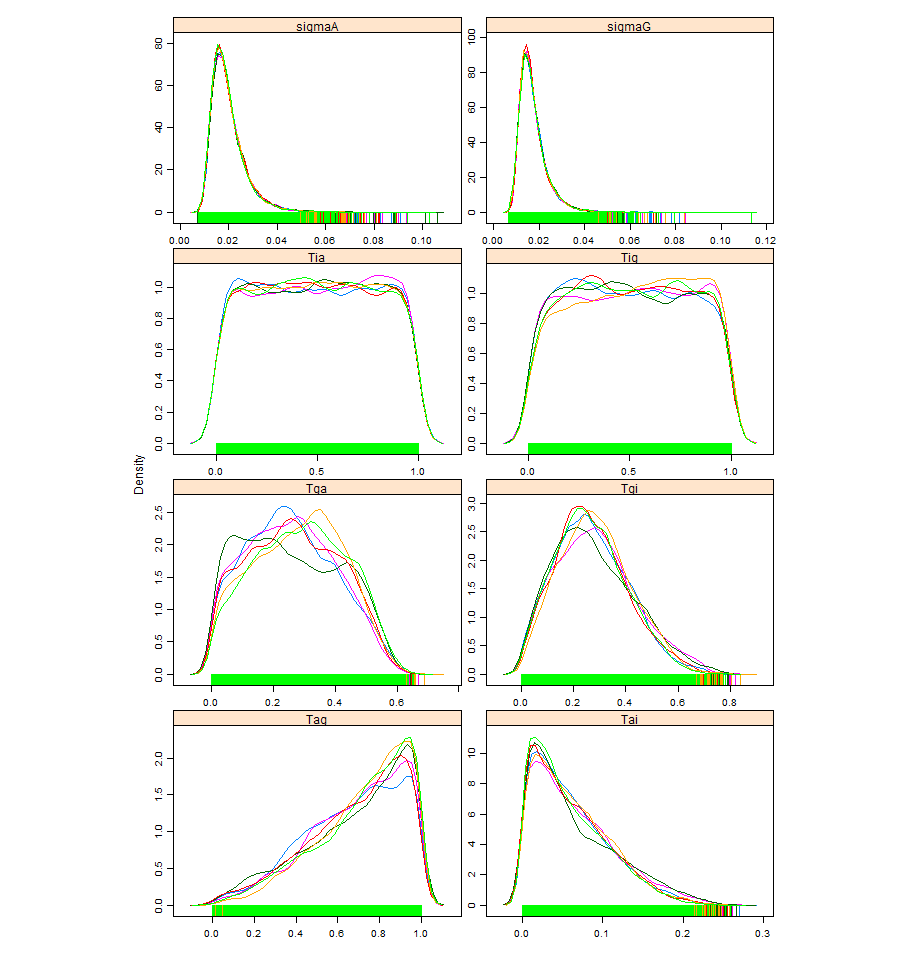 sigmaA
sigmaG
0 20 40 60 80
0 20 40 60 80 100
0.00 0.02 0.04 0.06 0.08 0.10
0.00 0.02 0.04 0.06 0.08 0.10 0.12
Tia
Tig
0.0 0.2 0.4 0.6 0.8 1.0
0.0 0.2 0.4 0.6 0.8 1.0
0.0 0.5 1.0
0.0 0.5 1.0
Density
Tga
Tgi
0.0 0.5 1.0 1.5 2.0 2.5
0.0 0.5 1.0 1.5 2.0 2.5 3.0
0.0 0.2 0.4 0.6
0.0 0.2 0.4 0.6 0.8
Tag
Tai
0.0 0.5 1.0 1.5 2.0
0 2 4 6 8 10
0.0 0.2 0.4 0.6 0.8 1.0
0.0 0.1 0.2 0.3